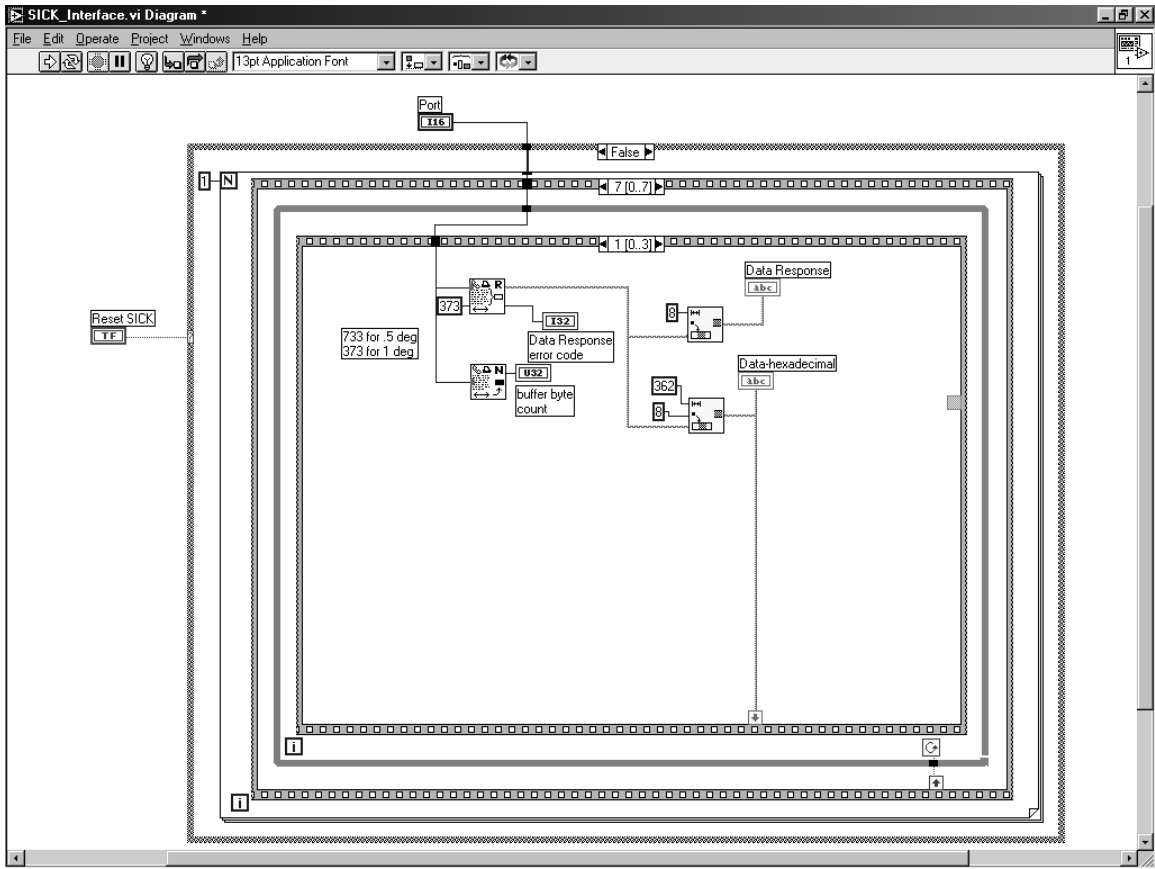 SICK_Interface.vi Diagram *
File Edit Operate Project Windows Help
13pt Application Font
1
Port
I16
False
1 N
7 [0..7]
1 [0..3]
Data Response
abc
R
373
8
Reset SICK
TF
I32
733 for .5 deg
373 for 1 deg
Data Response
error code
Data-hexadecimal
abc
N
U32
362
buffer byte
count
8
i
i